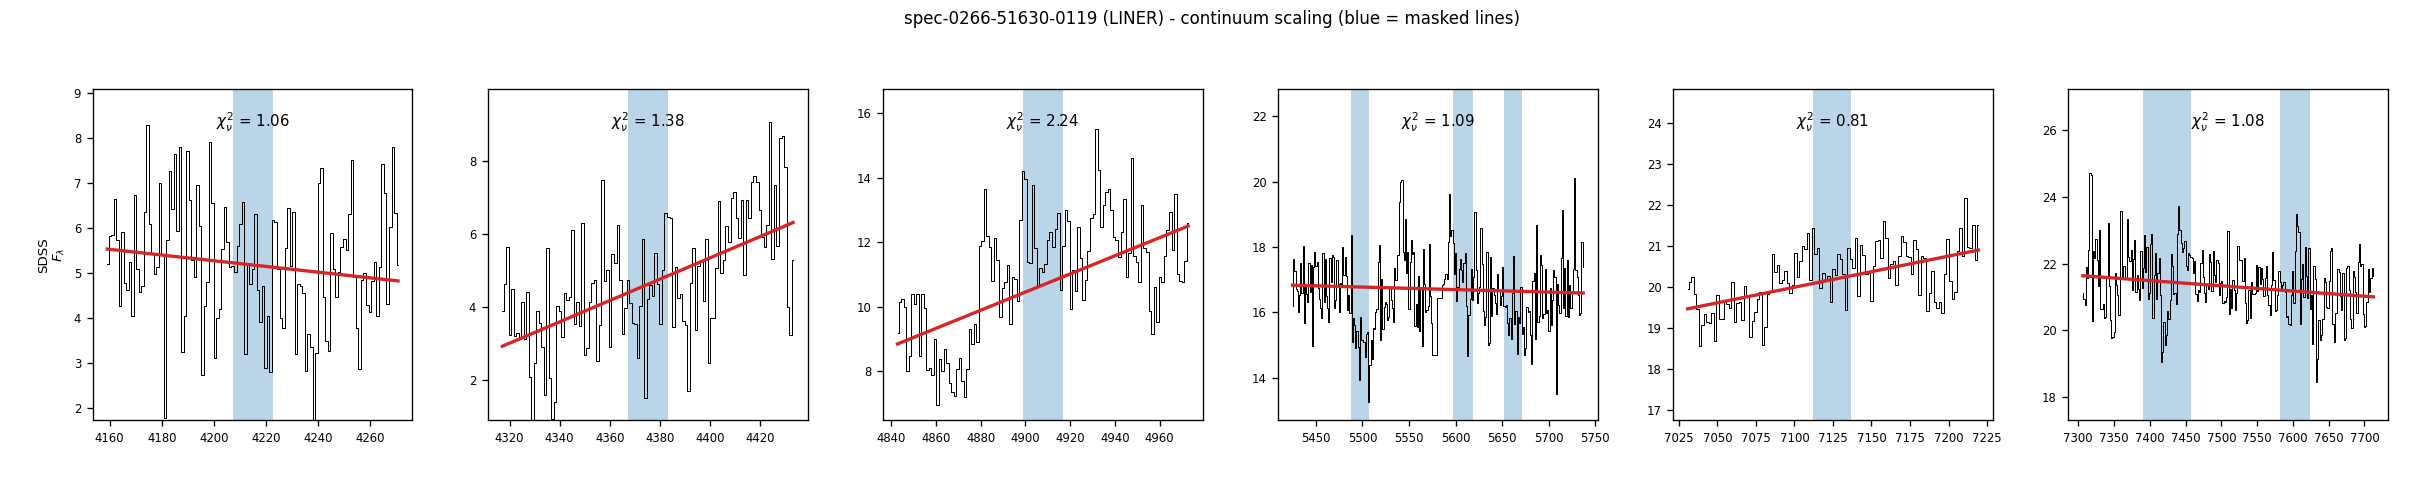 spec-0266-51630-0119 (LINER) - continuum scaling (blue = masked lines)
SDSS
F_λ
χ²_ν = 1.06
χ²_ν = 1.38
χ²_ν = 2.24
χ²_ν = 1.09
χ²_ν = 0.81
χ²_ν = 1.08
9
8
7
6
5
4
3
2
4160 4180 4200 4220 4240 4260
8
6
4
2
4320 4340 4360 4380 4400 4420
16
14
12
10
8
4840 4860 4880 4900 4920 4940 4960
22
20
18
16
14
5450 5500 5550 5600 5650 5700 5750
24
23
22
21
20
19
18
17
7025 7050 7075 7100 7125 7150 7175 7200 7225
26
24
22
20
18
7300 7350 7400 7450 7500 7550 7600 7650 7700